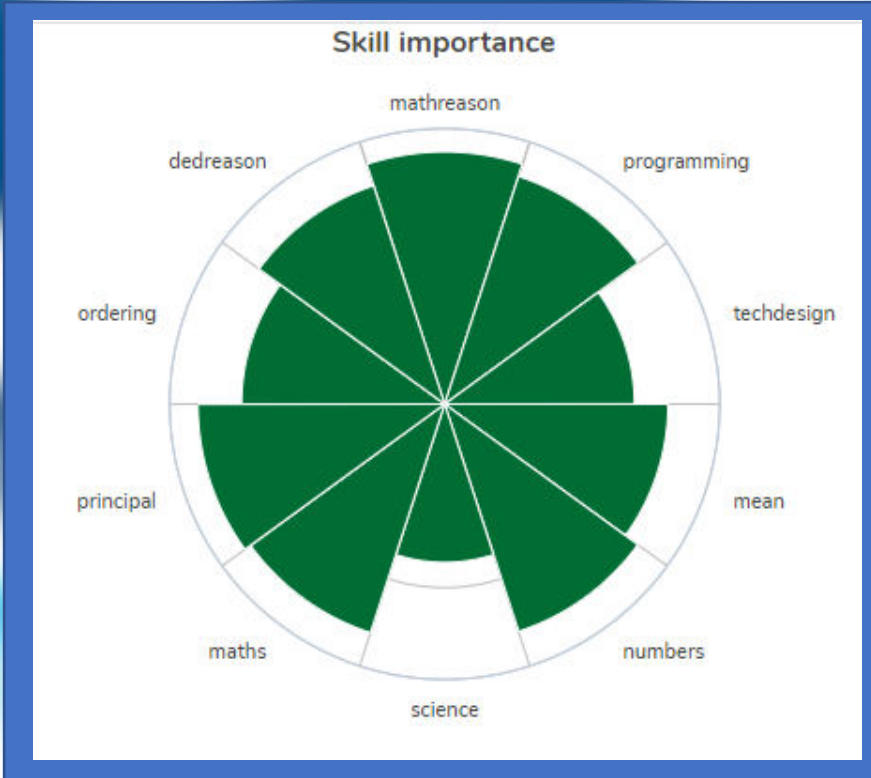 Skill importance
mathreason
dedreason
programming
ordering
techdesign
principal
mean
maths
numbers
science